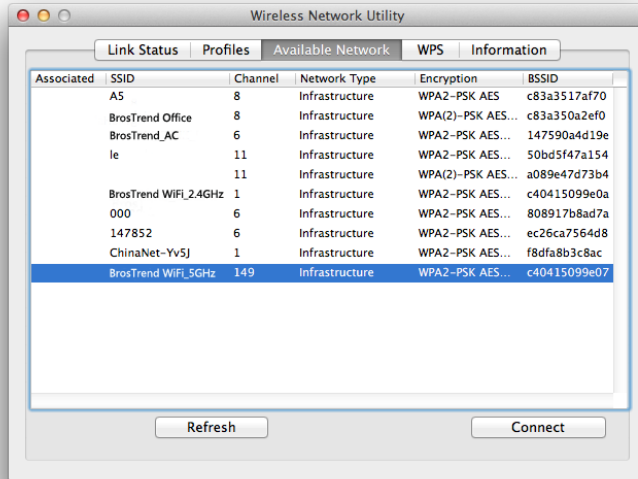 Wireless Network Utility
Link Status Profiles Available Network WPS Information
Associated SSID Channel Network Type Encryption BSSID
A5 8 Infrastructure WPA2-PSK AES c83a3517af70
BrosTrend Office 8 Infrastructure WPA(2)-PSK AES... c83a350a2ef0
BrosTrend_AC 6 Infrastructure WPA2-PSK AES... 147590a4d19e
le 11 Infrastructure WPA2-PSK AES... 50bd5f47a154
11 Infrastructure WPA(2)-PSK AES... a089e47d73b4
BrosTrend WiFi_2.4GHz 1 Infrastructure WPA2-PSK AES... c40415099e0a
000 6 Infrastructure WPA2-PSK AES... 808917b8ad7a
147852 6 Infrastructure WPA2-PSK AES... ec26ca7564d8
ChinaNet-Yv5J 1 Infrastructure WPA2-PSK AES... f8dfa8b3c8ac
BrosTrend WiFi_5GHz 149 Infrastructure WPA2-PSK AES... c40415099e07
Refresh Connect